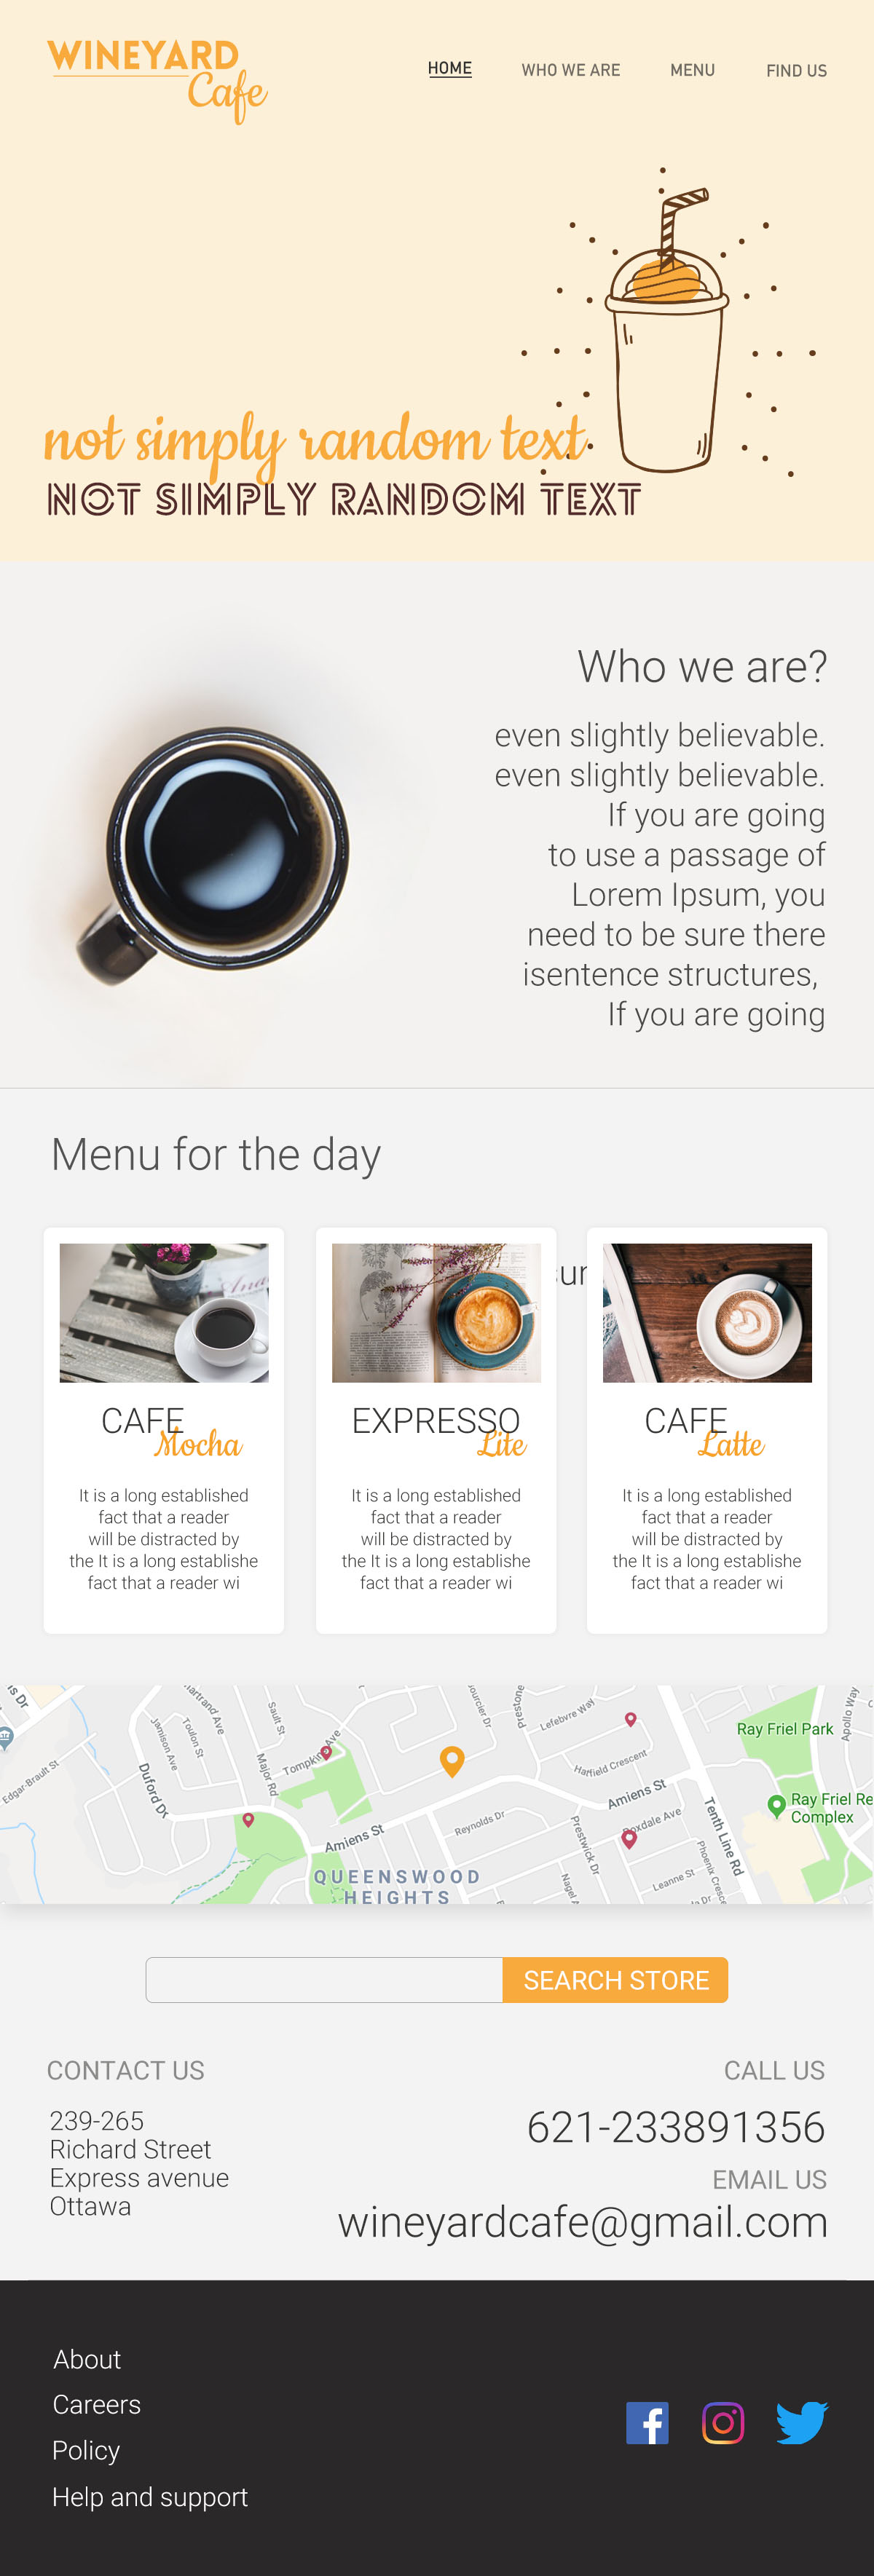 WINEYARD
Cafe
HOME
WHO WE ARE
MENU
FIND US
not simply random text
NOT SIMPLY RANDOM TEXT
Who we are?
even slightly believable.
even slightly believable.
If you are going
to use a passage of
Lorem Ipsum, you
need to be sure there
isentence structures,
If you are going
Menu for the day
CAFE
Mocha
It is a long established
fact that a reader
will be distracted by
the It is a long establishe
fact that a reader wi
EXPRESSO
Lite
It is a long established
fact that a reader
will be distracted by
the It is a long establishe
fact that a reader wi
CAFE
Latte
It is a long established
fact that a reader
will be distracted by
the It is a long establishe
fact that a reader wi
s Dr
Edgar-Brault St
Jamison Ave
Toulon St
artrand Ave
Duford Dr
Sault St
Major Rd
Tompkins Ave
Amiens St
QUEENSWOOD
HEIGHTS
ourcier Dr
Prestone
Lefebvre Way
Hatfield Crescent
Amiens St
Reynolds Dr
Prestwick Dr
Nagel
Boxdale Ave
Leanne St
Tenth Line Rd
Phoenix Cresc
Ray Friel Park
Apollo Way
Ray Friel Re
Complex
SEARCH STORE
CONTACT US
239-265
Richard Street
Express avenue
Ottawa
CALL US
621-233891356
EMAIL US
wineyardcafe@gmail.com
About
Careers
Policy
Help and support